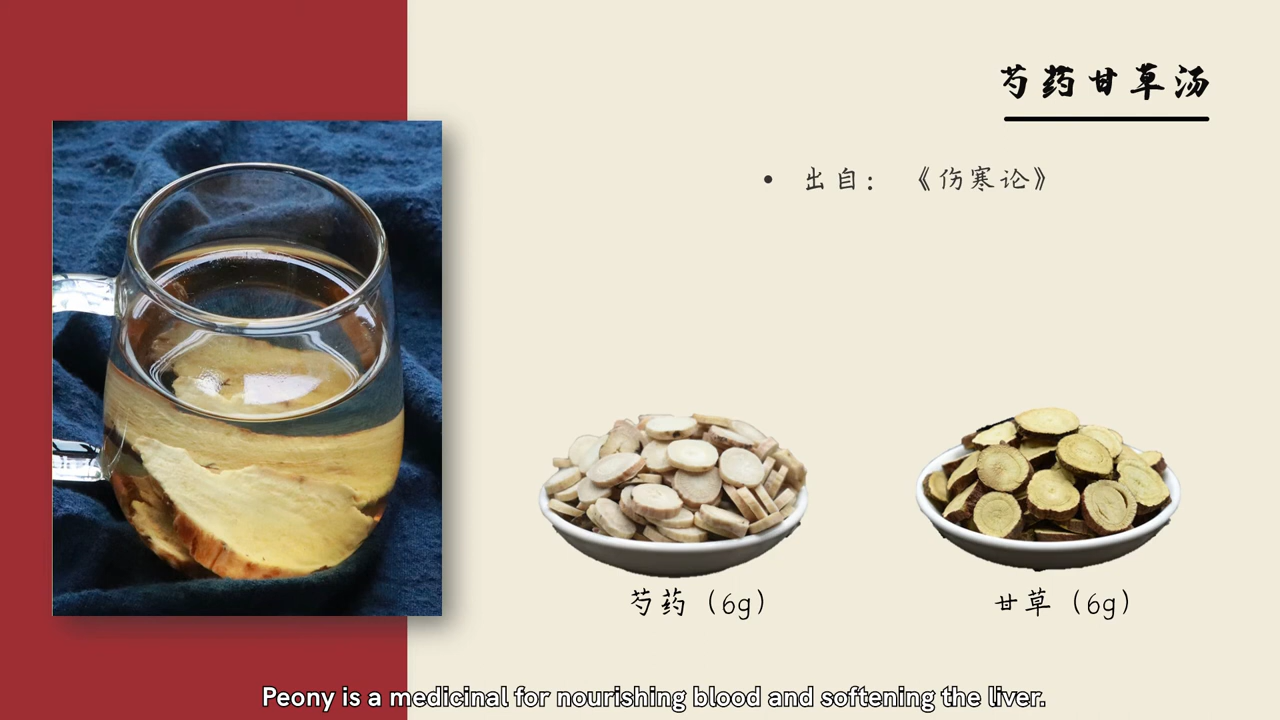 芍药甘草汤
• 出自：《伤寒论》
芍药（6g）
甘草（6g）
Peony is a medicinal for nourishing blood and softening the liver.